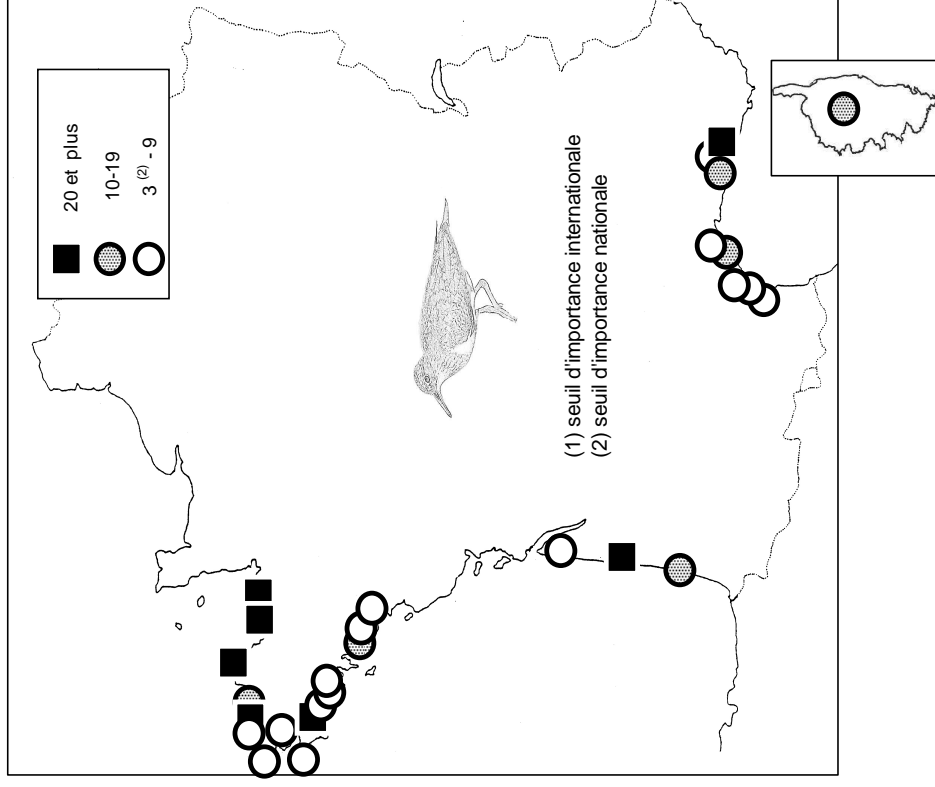 20 et plus
10-19
3 (2) - 9
(1) seuil d'importance internationale
(2) seuil d'importance nationale